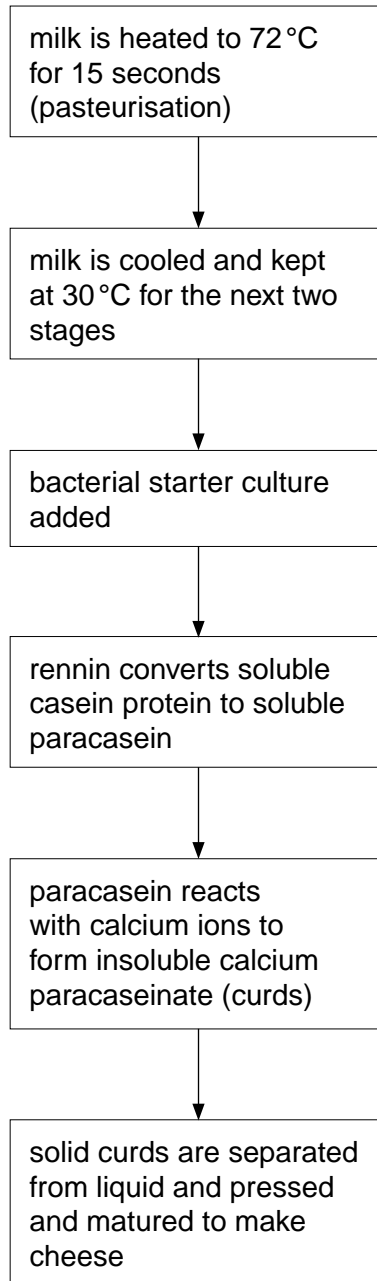 milk is heated to 72 °C
for 15 seconds
(pasteurisation)
milk is cooled and kept
at 30 °C for the next two
stages
bacterial starter culture
added
rennin converts soluble
casein protein to soluble
paracasein
paracasein reacts
with calcium ions to
form insoluble calcium
paracaseinate (curds)
solid curds are separated
from liquid and pressed
and matured to make
cheese